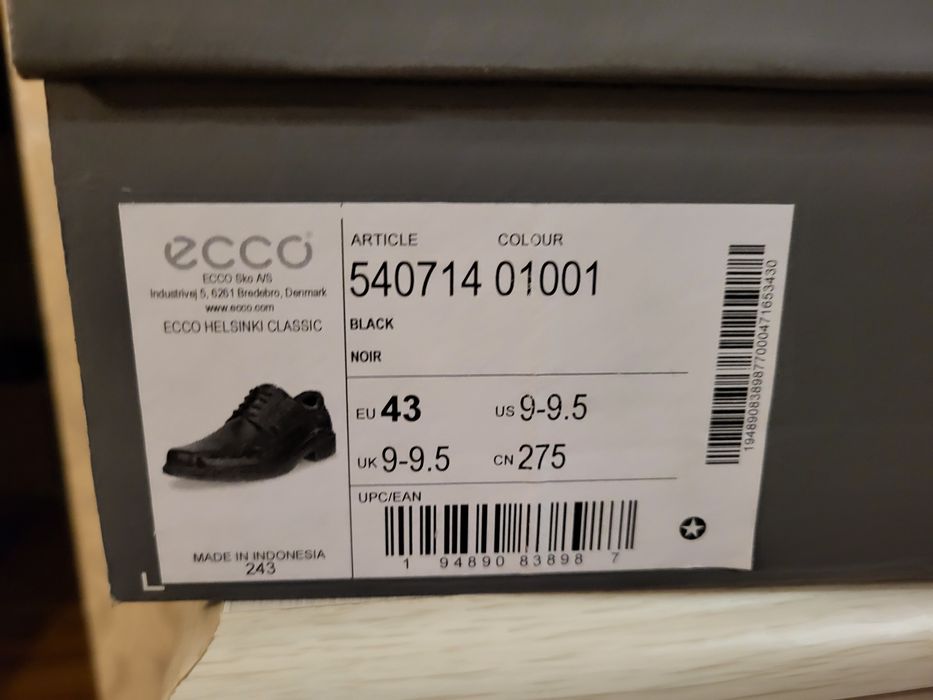 ecco
ECCO Sko A/S
Industrivej 5, 6261 Bredebro, Denmark
www.ecco.com
ECCO HELSINKI CLASSIC
MADE IN INDONESIA
243
ARTICLE COLOUR
540714 01001
BLACK
NOIR
EU 43 US 9-9.5
UK 9-9.5 CN 275
UPC/EAN
1 94890 83898 7
194890838987700047165343​0